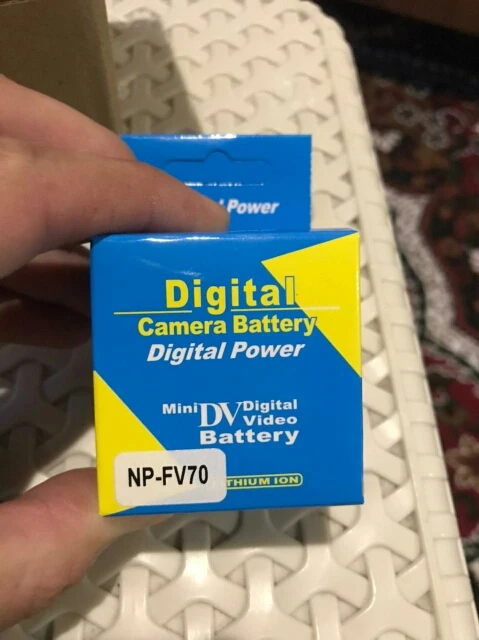 Power
Digital
Camera Battery
Digital Power
Mini DV Digital
Video
Battery
NP-FV70
THIUM ION